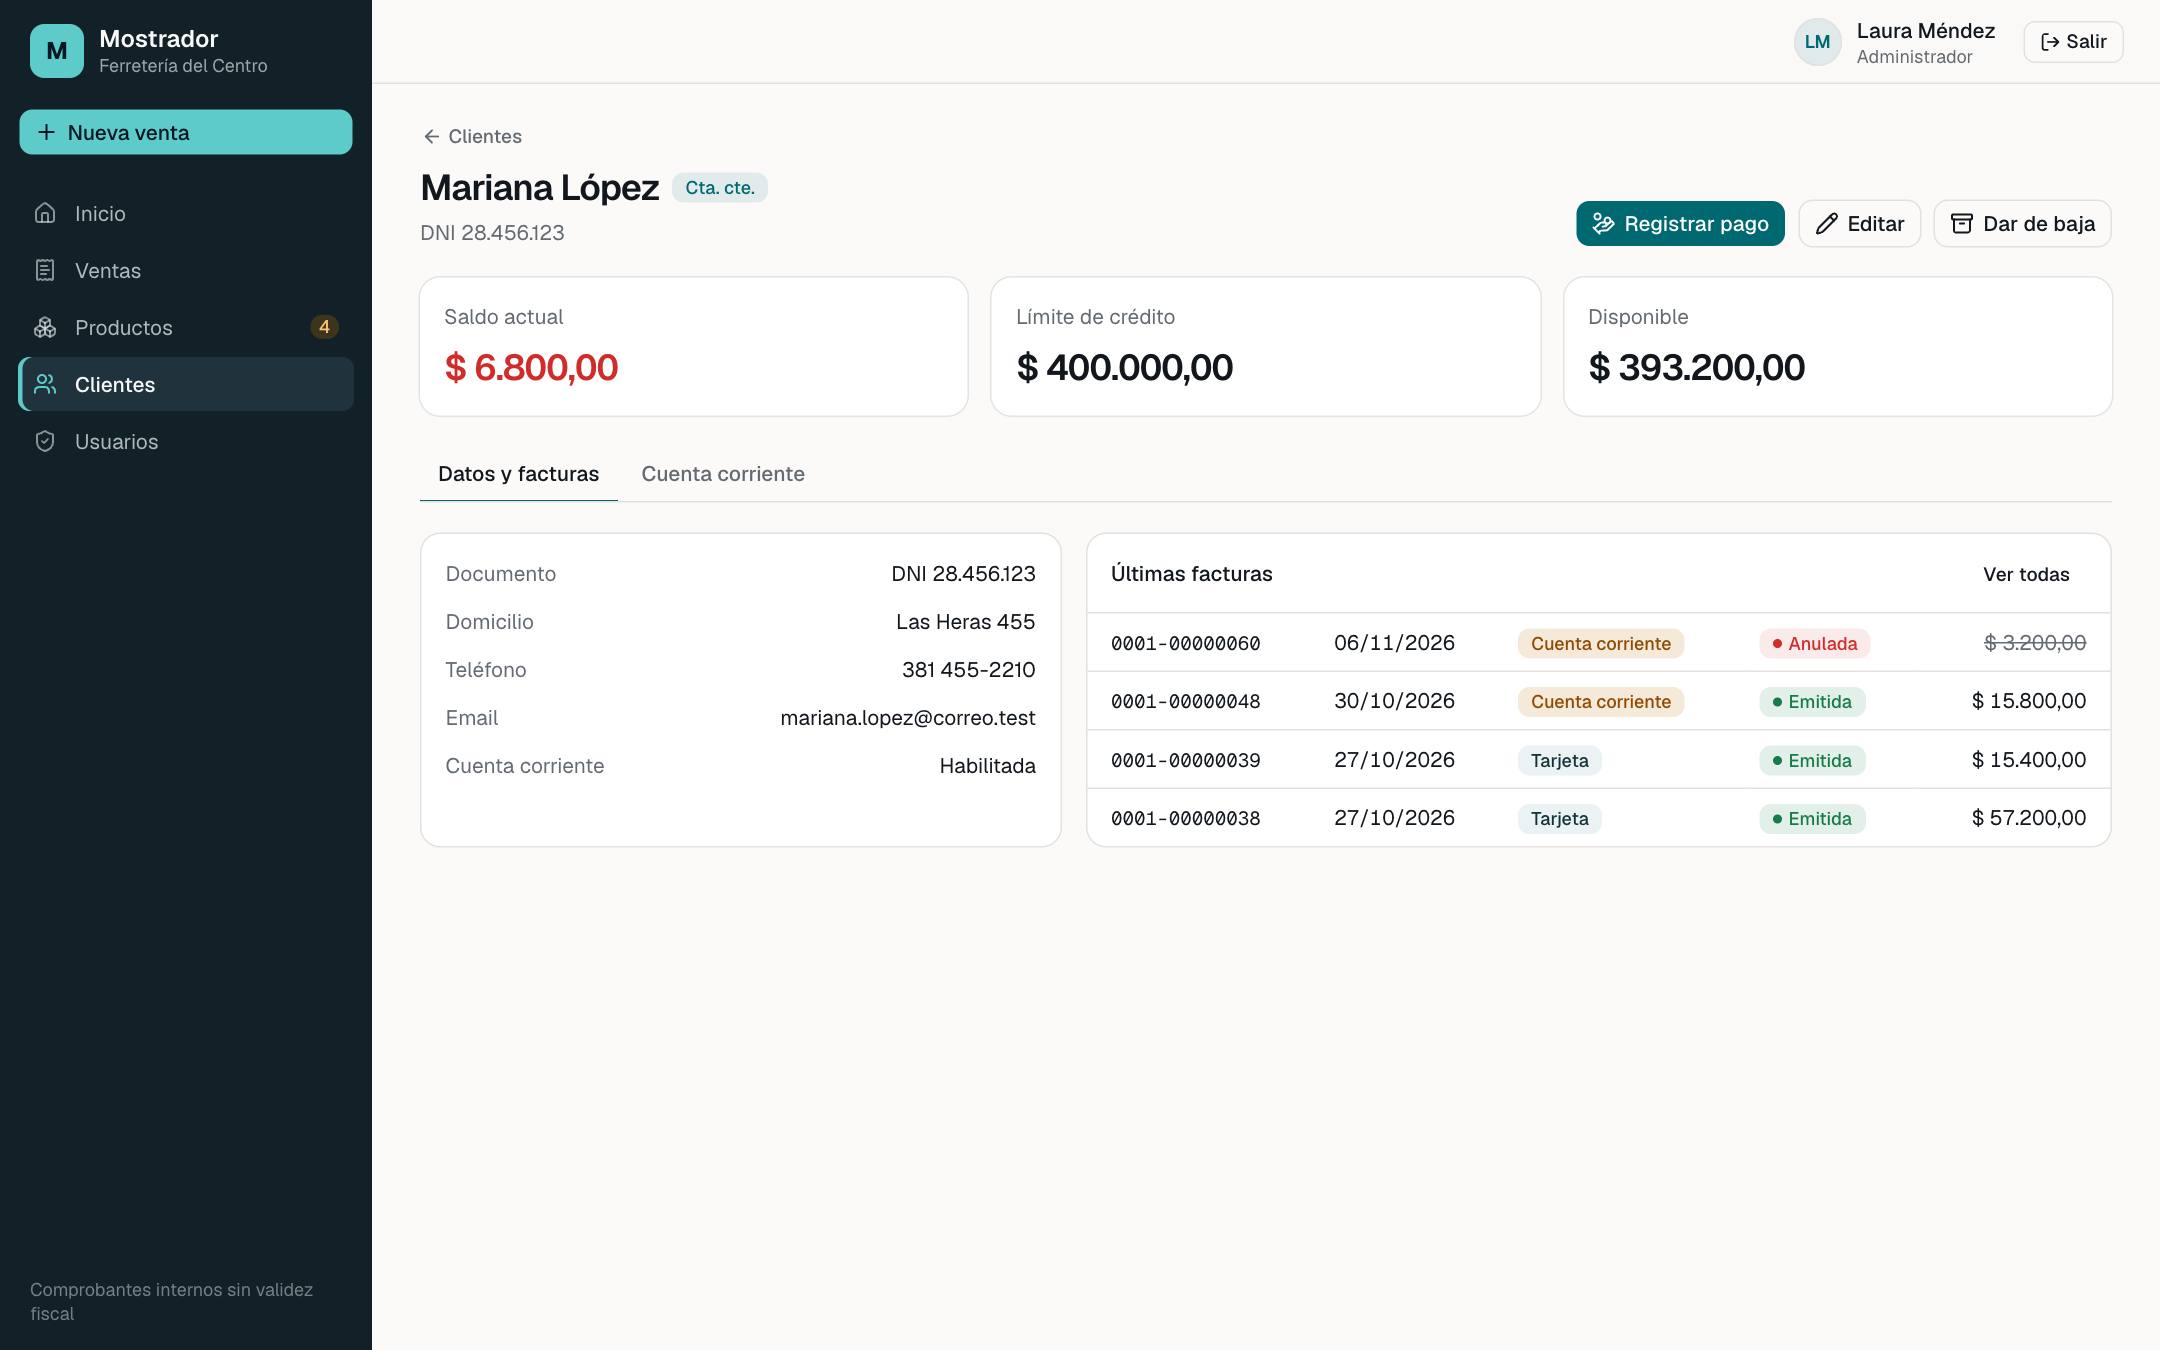 M
Mostrador
Ferretería del Centro
Nueva venta
Inicio
Ventas
Productos 4
Clientes
Usuarios
Comprobantes internos sin validez
fiscal
LM
Laura Méndez
Administrador
Salir
Clientes
Mariana López Cta. cte.
DNI 28.456.123
Registrar pago Editar Dar de baja
Saldo actual
$ 6.800,00
Límite de crédito
$ 400.000,00
Disponible
$ 393.200,00
Datos y facturas Cuenta corriente
Documento DNI 28.456.123
Domicilio Las Heras 455
Teléfono 381 455-2210
Email mariana.lopez@correo.test
Cuenta corriente Habilitada
Últimas facturas Ver todas
0001-00000060 06/11/2026 Cuenta corriente Anulada $ 3.200,00
0001-00000048 30/10/2026 Cuenta corriente Emitida $ 15.800,00
0001-00000039 27/10/2026 Tarjeta Emitida $ 15.400,00
0001-00000038 27/10/2026 Tarjeta Emitida $ 57.200,00